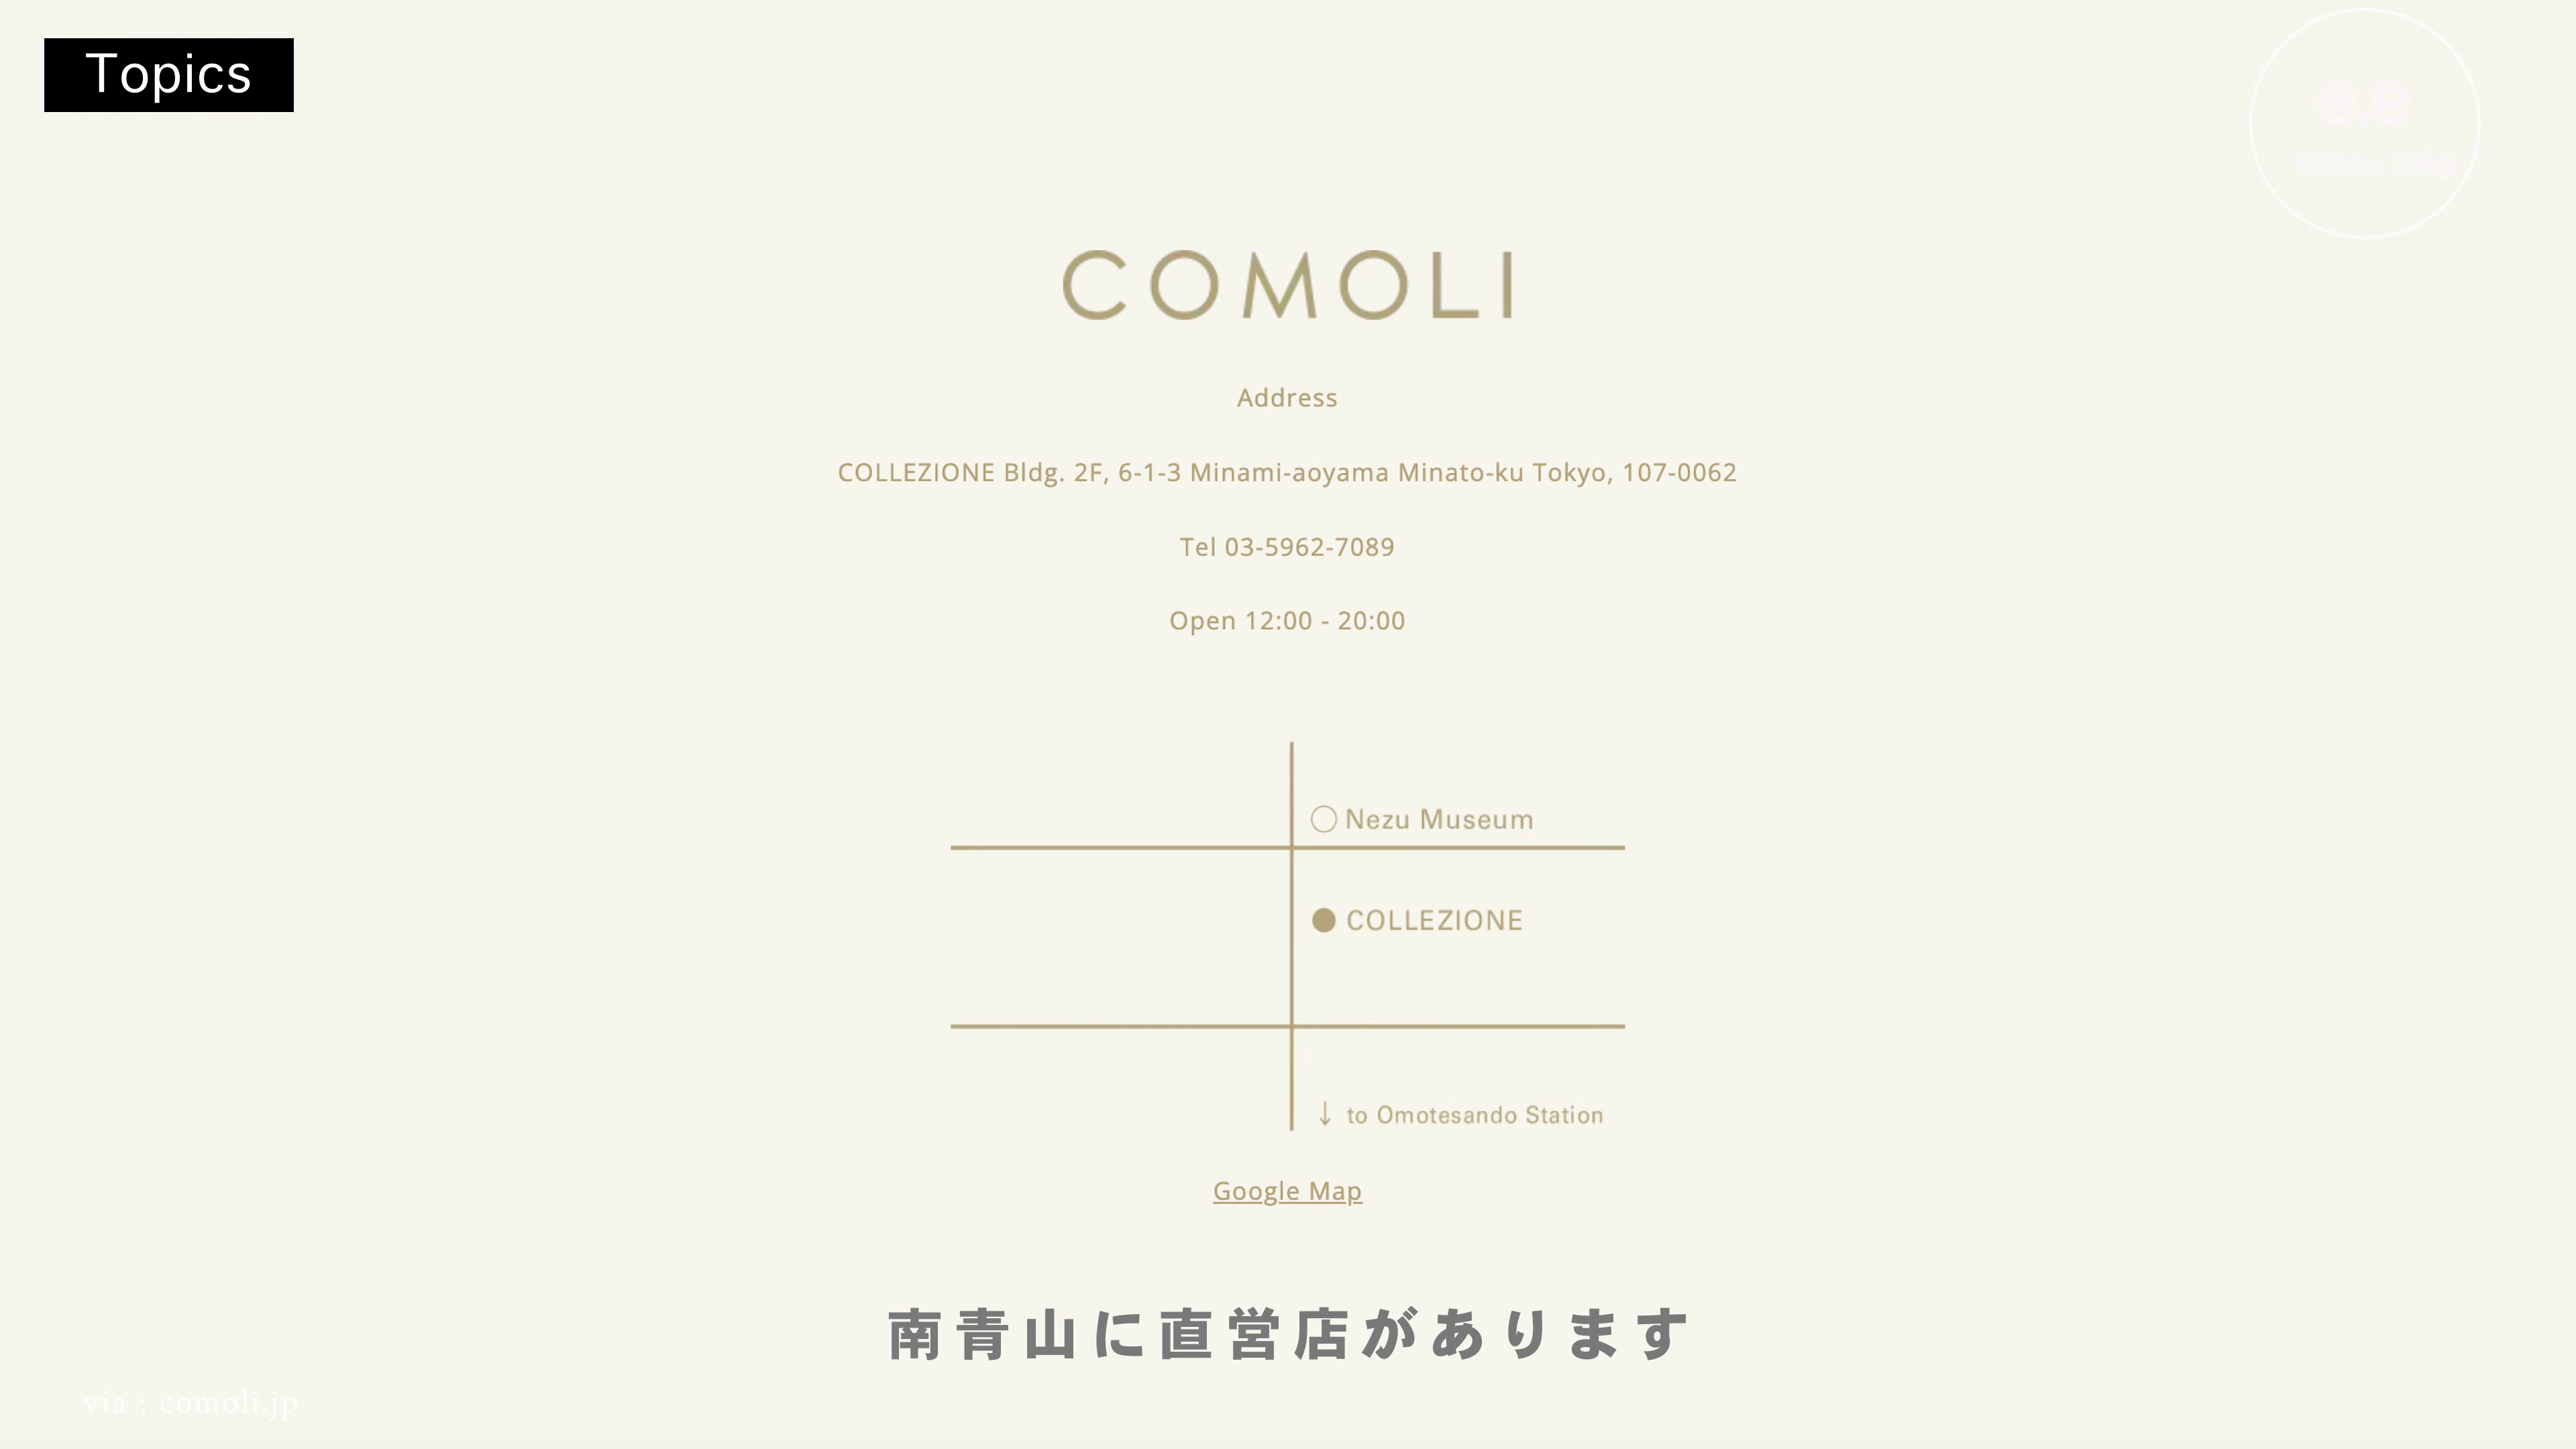 Topics
e.e
COMOLI
Address
COLLEZIONE Bldg. 2F, 6-1-3 Minami-aoyama Minato-ku Tokyo, 107-0062
Tel 03-5962-7089
Open 12:00 - 20:00
Nezu Museum
COLLEZIONE
↓ to Omotesando Station
Google Map
南青山に直営店があります
via : comoli.jp